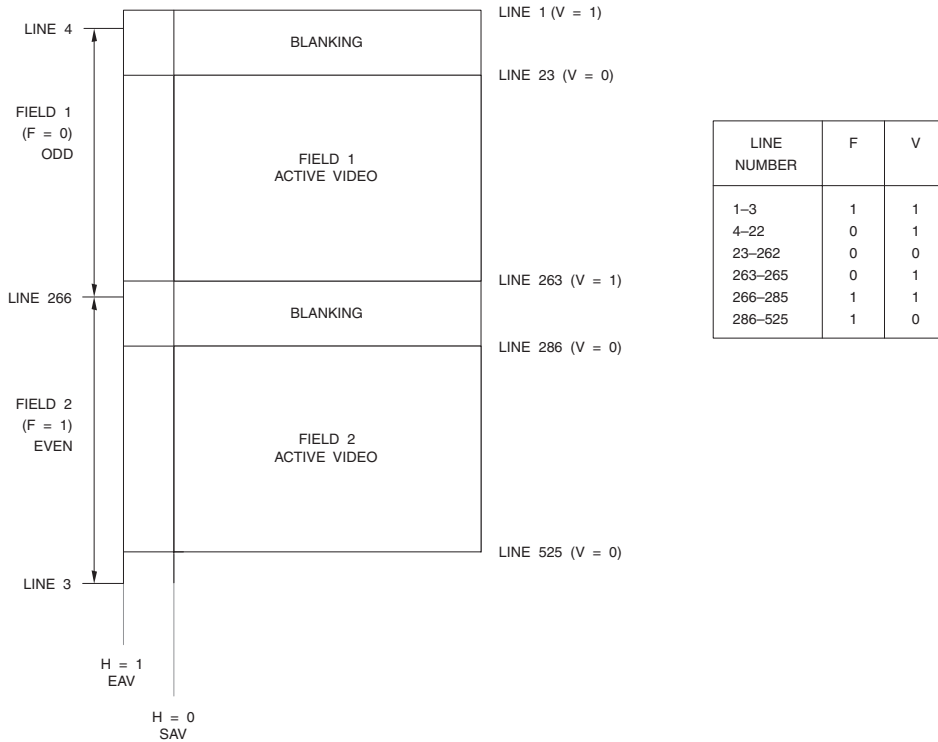 LINE 1 (V = 1)
LINE 4
BLANKING
LINE 23 (V = 0)
FIELD 1
(F = 0)
ODD
FIELD 1
ACTIVE VIDEO
LINE 263 (V = 1)
LINE 266
BLANKING
LINE 286 (V = 0)
FIELD 2
(F = 1)
EVEN
FIELD 2
ACTIVE VIDEO
LINE 525 (V = 0)
LINE 3
H = 1
EAV
H = 0
SAV
LINE NUMBER F V
1–3 1 1
4–22 0 1
23–262 0 0
263–265 0 1
266–285 1 1
286–525 1 0